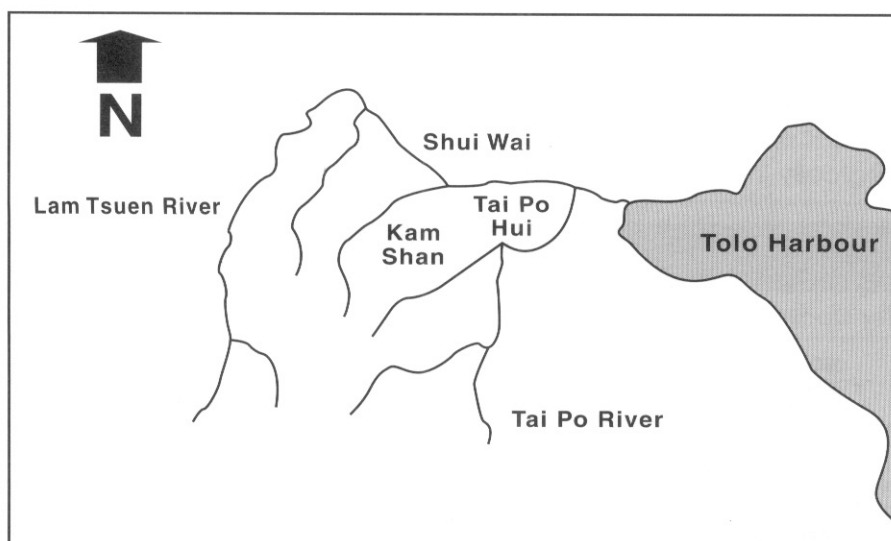 N
Shui Wai
Lam Tsuen River
Tai Po
Hui
Kam
Shan
Tolo Harbour
Tai Po River